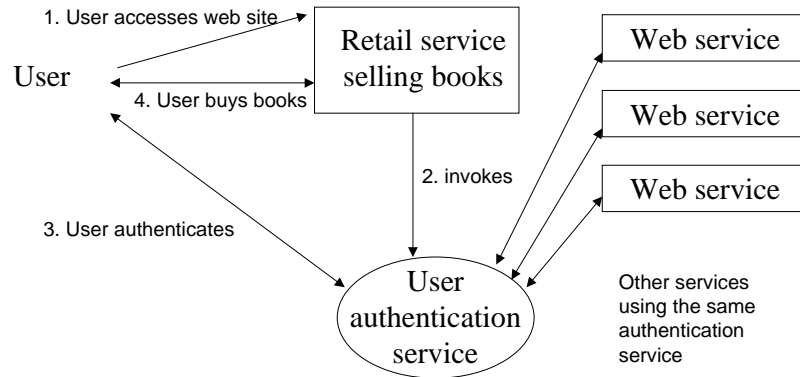 1. User accesses web site
User
Retail service
selling books
4. User buys books
Web service
Web service
Web service
2. invokes
3. User authenticates
User
authentication
service
Other services
using the same
authentication
service